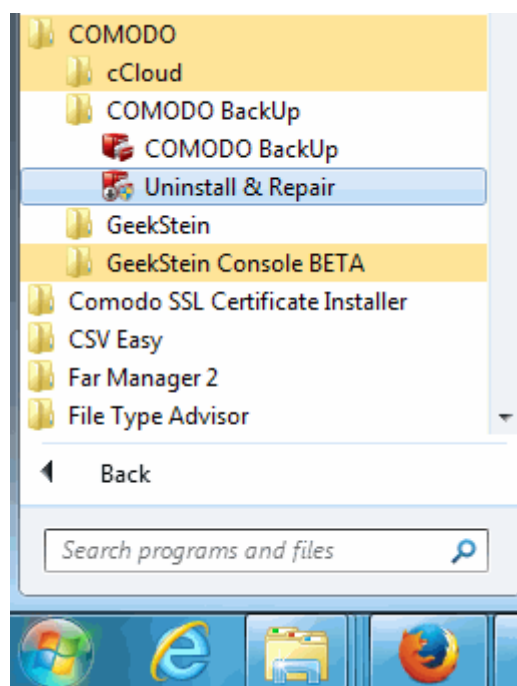 COMODO
cCloud
COMODO BackUp
COMODO BackUp
Uninstall & Repair
GeekStein
GeekStein Console BETA
Comodo SSL Certificate Installer
CSV Easy
Far Manager 2
File Type Advisor
Back
Search programs and files